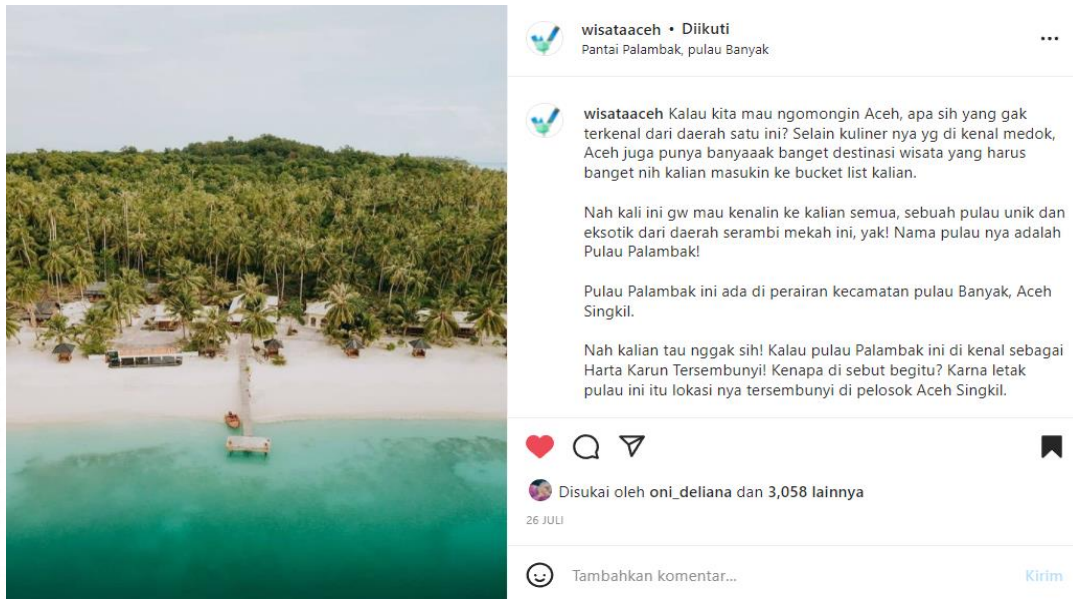 wisataaceh • Diikuti
Pantai Palambak, pulau Banyak
wisataaceh Kalau kita mau ngomongin Aceh, apa sih yang gak
terkenal dari daerah satu ini? Selain kuliner nya yg di kenal medok,
Aceh juga punya banyaaak banget destinasi wisata yang harus
banget nih kalian masukin ke bucket list kalian.
Nah kali ini gw mau kenalin ke kalian semua, sebuah pulau unik dan
eksotik dari daerah serambi mekah ini, yak! Nama pulau nya adalah
Pulau Palambak!
Pulau Palambak ini ada di perairan kecamatan pulau Banyak, Aceh
Singkil.
Nah kalian tau nggak sih! Kalau pulau Palambak ini di kenal sebagai
Harta Karun Tersembunyi! Kenapa di sebut begitu? Karna letak
pulau ini itu lokasi nya tersembunyi di pelosok Aceh Singkil.
Disukai oleh oni_deliana dan 3,058 lainnya
26 JULI
Tambahkan komentar...
Kirim